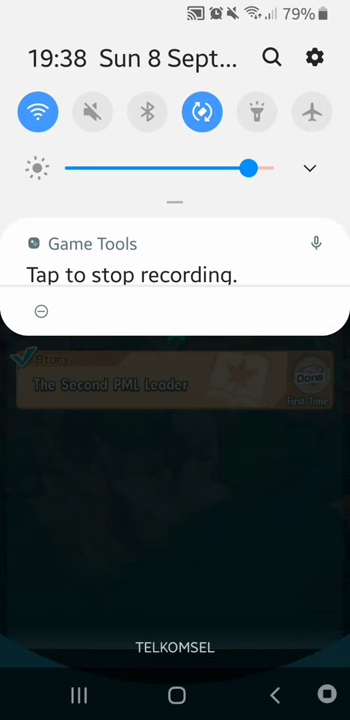 79%
19:38 Sun 8 Sept...
Game Tools
Tap to stop recording.
Story
The Second PML Leader
Done
First Time
TELKOMSEL